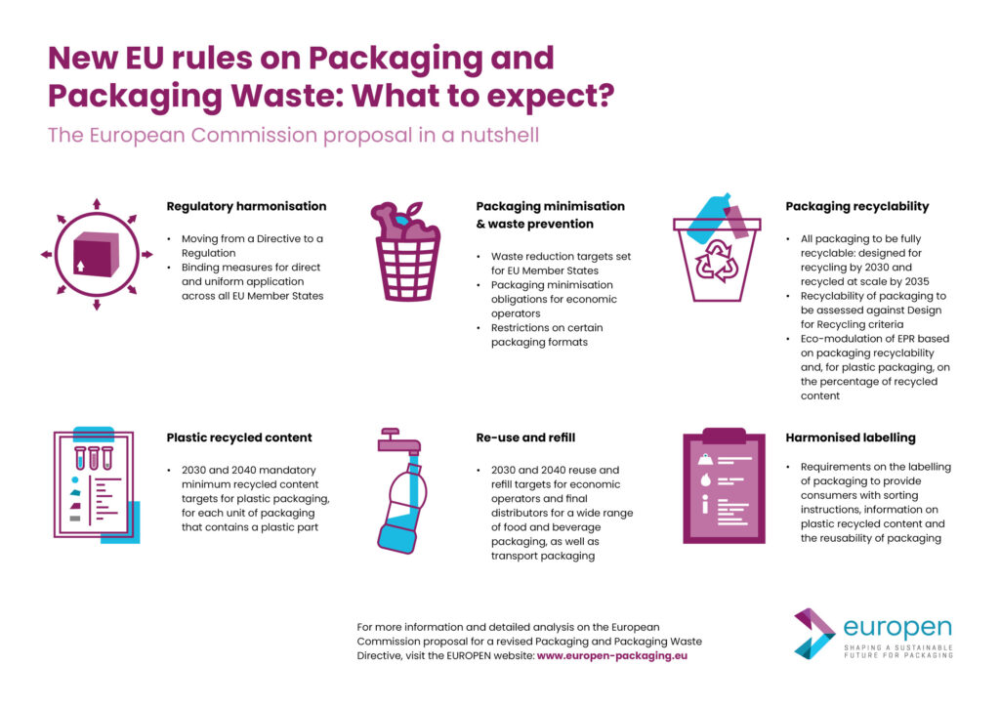 New EU rules on Packaging and
Packaging Waste: What to expect?
The European Commission proposal in a nutshell
Regulatory harmonisation
• Moving from a Directive to a
Regulation
• Binding measures for direct
and uniform application
across all EU Member States
Packaging minimisation
& waste prevention
• Waste reduction targets set
for EU Member States
• Packaging minimisation
obligations for economic
operators
• Restrictions on certain
packaging formats
Packaging recyclability
• All packaging to be fully
recyclable: designed for
recycling by 2030 and
recycled at scale by 2035
• Recyclability of packaging to
be assessed against Design
for Recycling criteria
• Eco-modulation of EPR based
on packaging recyclability
and, for plastic packaging, on
the percentage of recycled
content
Plastic recycled content
• 2030 and 2040 mandatory
minimum recycled content
targets for plastic packaging,
for each unit of packaging
that contains a plastic part
Re-use and refill
• 2030 and 2040 reuse and
refill targets for economic
operators and final
distributors for a wide range
of food and beverage
packaging, as well as
transport packaging
Harmonised labelling
• Requirements on the labelling
of packaging to provide
consumers with sorting
instructions, information on
plastic recycled content and
the reusability of packaging
For more information and detailed analysis on the European
Commission proposal for a revised Packaging and Packaging Waste
Directive, visit the EUROPEN website: www.europen-packaging.eu
europen
SHAPING A SUSTAINABLE
FUTURE FOR PACKAGING